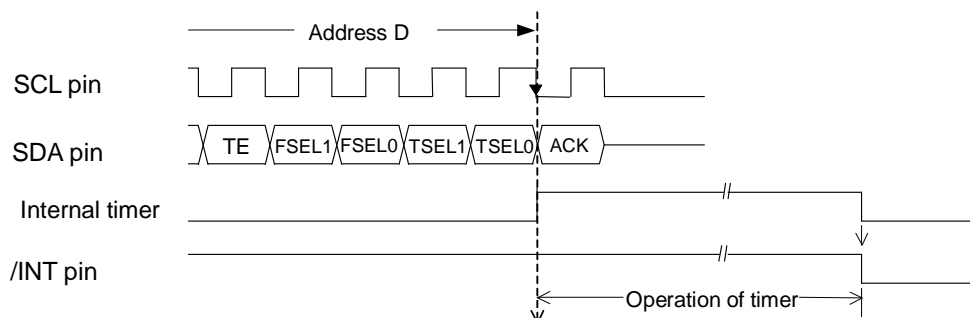 Address D
SCL pin
SDA pin
TE FSEL1 FSEL0 TSEL1 TSEL0 ACK
Internal timer
/INT pin
Operation of timer